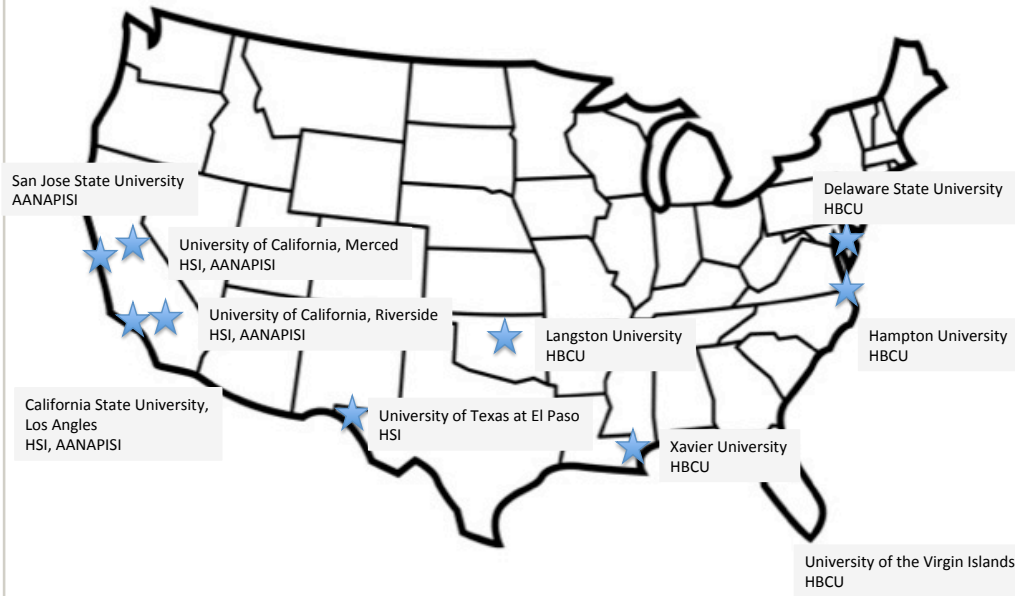 San Jose State University
AANAPISI
Delaware State University
HBCU
University of California, Merced
HSI, AANAPISI
University of California, Riverside
HSI, AANAPISI
Langston University
HBCU
Hampton University
HBCU
California State University,
Los Angles
HSI, AANAPISI
University of Texas at El Paso
HSI
Xavier University
HBCU
University of the Virgin Islands
HBCU